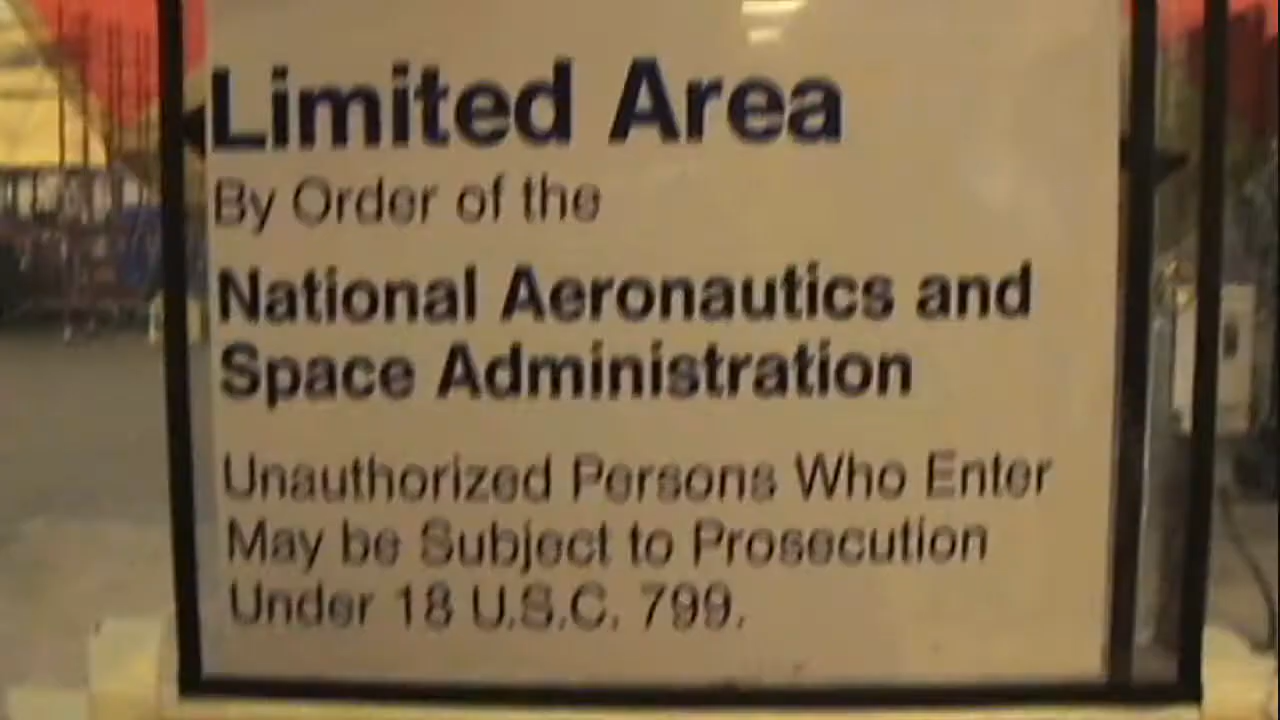 Limited Area
By Order of the
National Aeronautics and
Space Administration
Unauthorized Persons Who Enter
May be Subject to Prosecution
Under 18 U.S.C. 799.